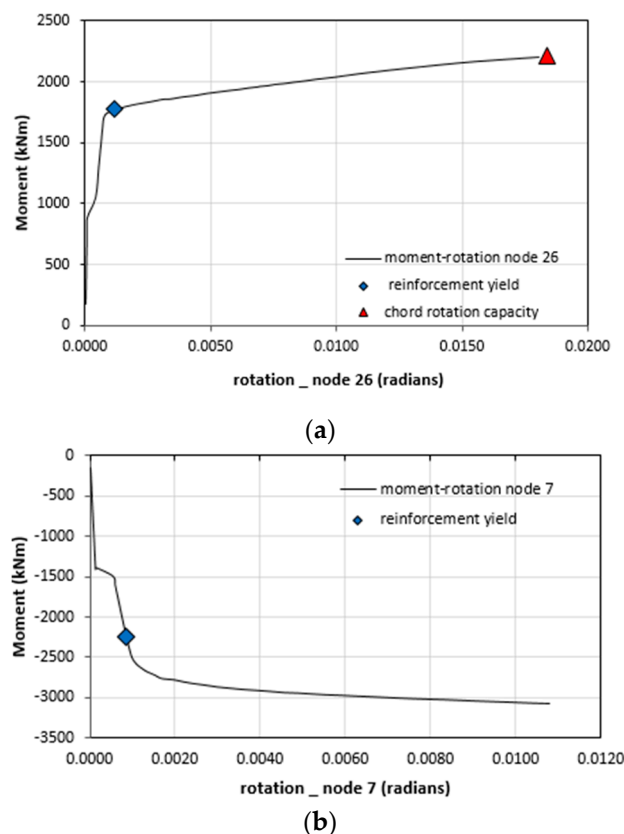 2500
2000
1500
1000
500
0
Moment (kNm)
moment-rotation node 26
reinforcement yield
chord rotation capacity
0.0000 0.0050 0.0100 0.0150 0.0200
rotation _ node 26 (radians)
(a)
0
-500
-1000
-1500
-2000
-2500
-3000
-3500
Moment (kNm)
moment-rotation node 7
reinforcement yield
0.0000 0.0020 0.0040 0.0060 0.0080 0.0100 0.0120
rotation _ node 7 (radians)
(b)